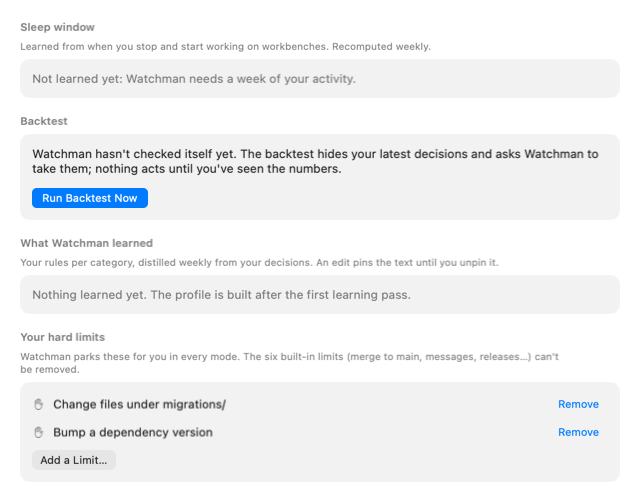 Sleep window
Learned from when you stop and start working on workbenches. Recomputed weekly.
Not learned yet: Watchman needs a week of your activity.
Backtest
Watchman hasn't checked itself yet. The backtest hides your latest decisions and asks Watchman to
take them; nothing acts until you've seen the numbers.
Run Backtest Now
What Watchman learned
Your rules per category, distilled weekly from your decisions. An edit pins the text until you unpin it.
Nothing learned yet. The profile is built after the first learning pass.
Your hard limits
Watchman parks these for you in every mode. The six built-in limits (merge to main, messages, releases...) can't
be removed.
Change files under migrations/
Remove
Bump a dependency version
Remove
Add a Limit...